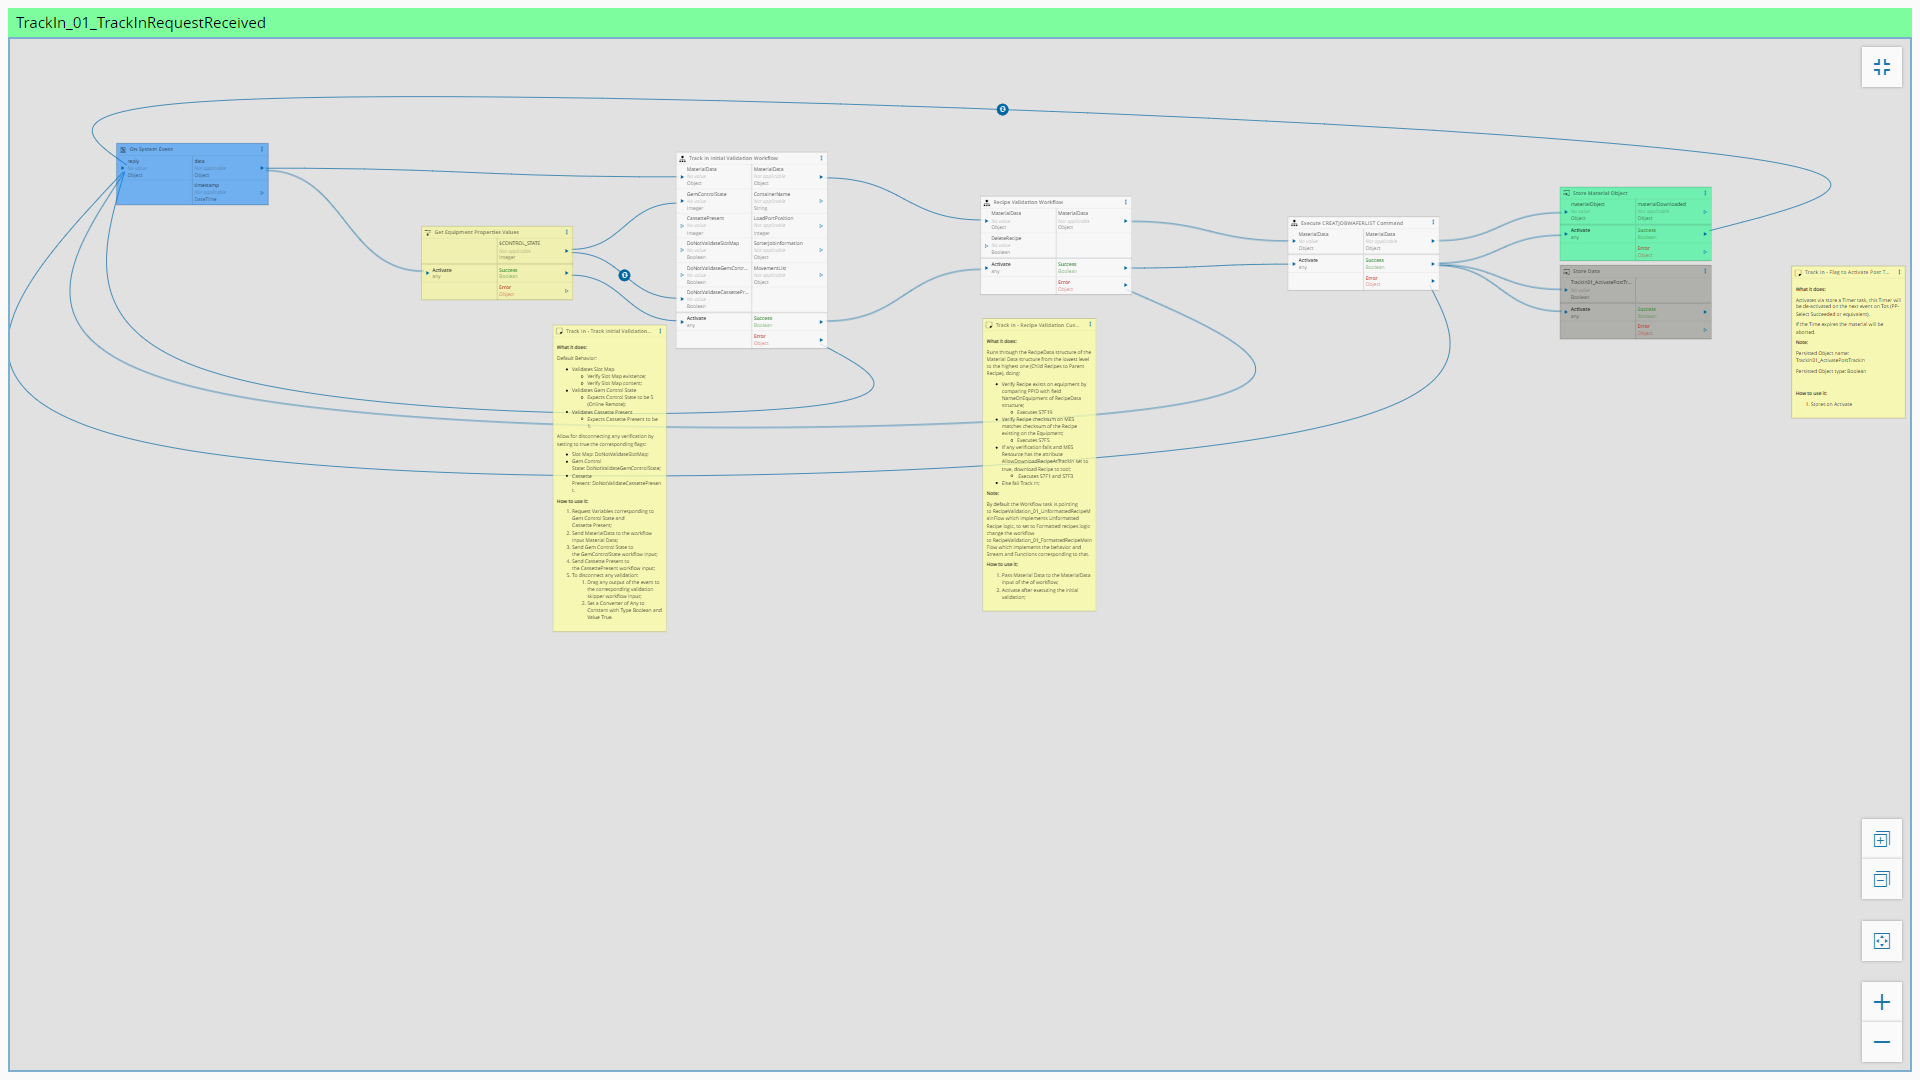 TrackIn_01_TrackInRequestReceived
On System Event
reply
No value
Object
data
Not applicable
Object
timestamp
Not applicable
DateTime
Get Equipment Properties Values
$CONTROL_STATE
Not applicable
Integer
Activate
any
Success
Boolean
Error
Object
Track In Initial Validation Workflow
MaterialData
No value
Object
MaterialData
Not applicable
Object
GemControlState
No value
Integer
ContainerName
Not applicable
String
CassettePresent
No value
Integer
LoadPortPosition
Not applicable
Integer
DoNotValidateSlotMap
No value
Boolean
SorterJobInformation
Not applicable
Object
DoNotValidateGemContr...
No value
Boolean
MovementList
Not applicable
Object
DoNotValidateCassettePr...
No value
Boolean
Activate
any
Success
Boolean
Error
Object
Track In - Track Initial Validation...
What it does:
Default Behavior:
Validates Slot Map
Verify Slot Map existence;
Verify Slot Map content;
Validates Gem Control State
Expects Control State to be 5
(Online Remote);
Validates Cassette Present
Expects Cassette Present to be
1.
Allow for disconnecting any verification by
setting to true the corresponding flags:
Slot Map: DoNotValidateSlotMap;
Gem Control
State: DoNotValidateGemControlState;
Cassette
Present: DoNotValidateCassettePresen
t.
How to use it:
1. Request Variables corresponding to
Gem Control State and
Cassette Present;
2. Send MaterialData to the workflow
input Material Data;
3. Send Gem Control State to
the GemControlState workflow input;
4. Send Cassette Present to
the CassettePresent workflow input;
5. To disconnect any validation:
1. Drag any output of the event to
the corresponding validation
skipper workflow input;
2. Set a Converter of Any to
Constant with Type Boolean and
Value True.
Recipe Validation Workflow
MaterialData
No value
Object
MaterialData
Not applicable
Object
DeleteRecipe
No value
Boolean
Activate
any
Success
Boolean
Error
Object
Track In - Recipe Validation Cus...
What it does:
Runs through the RecipeData structure of the
Material Data structure from the lowest level
to the highest one (Child Recipes to Parent
Recipe), doing:
Verify Recipe exists on equipment by
comparing PPID with field
NameOnEquipment of RecipeData
structure;
Executes S7F19
Verify Recipe checksum on MES
matches checksum of the Recipe
existing on the Equipment;
Executes S7F5
If any verification fails and MES
Resource has the attribute
AllowDownloadRecipeAtTrackIn set to
true, download Recipe to tool;
Executes S7F1 and S7F3
Else fail Track In;
Note:
By default the Workflow task is pointing
to RecipeValidation_01_UnformattedRecipeM
ainFlow which implements Unformatted
Recipe logic, to set to Formatted recipes logic
change the workflow
to RecipeValidation_01_FormattedRecipeMain
Flow which implements the behavior and
Stream and Functions corresponding to that.
How to use it:
1. Pass Material Data to the MaterialData
input of the of workflow;
2. Activate after executing the initial
validation;
Execute CREATJOBWAFERLIST Command
MaterialData
No value
Object
MaterialData
Not applicable
Object
Activate
any
Success
Boolean
Error
Object
Store Material Object
materialObject
No value
Object
materialDownloaded
Not applicable
Object
Activate
any
Success
Boolean
Error
Object
Store Data
TrackIn01_ActivatePostTr...
No value
Boolean
Activate
any
Success
Boolean
Error
Object
Track In - Flag to Activate Post T...
What it does:
Activates via store a Timer task, this Timer will
be de-activated on the next event on Tos (PP-
Select Succeeded or equivalent).
If the Time expires the material will be
aborted.
Note:
Persisted Object name:
TrackIn01_ActivatePostTrackIn
Persisted Object type: Boolean
How to use it:
1. Stores on Activate